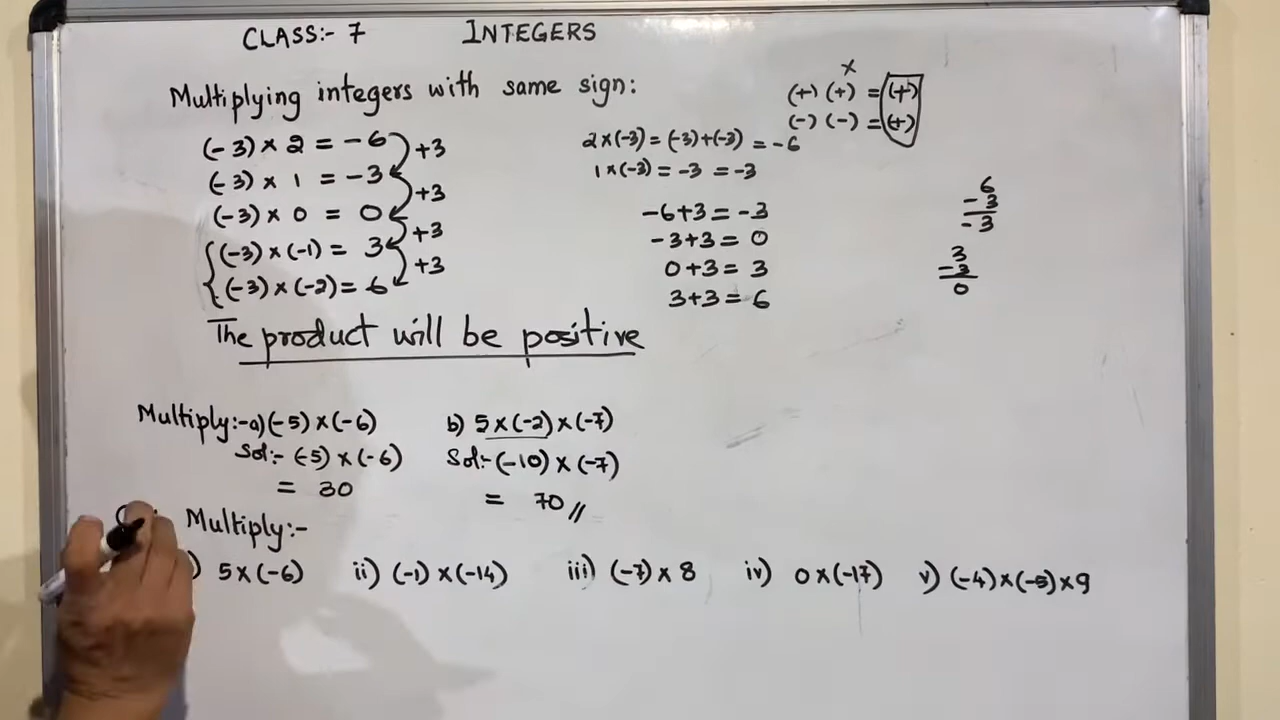 CLASS:- 7 INTEGERS
Multiplying integers with same sign:
(-3) × 2 = -6
(-3) × 1 = -3
(-3) × 0 = 0
(-3) × (-1) = 3
(-3) × (-2) = 6
+3
+3
+3
+3
2 × (-3) = (-3) + (-3) = -6
1 × (-3) = -3 = -3
-6+3 = -3
-3+3 = 0
0+3 = 3
3+3 = 6
×
(+) (+) = (+)
(-) (-) = (+)
6
-3
-3
3
-3
0
The product will be positive
Multiply:- a) (-5) × (-6) b) 5 × (-2) × (-7)
Sol:- (-5) × (-6) Sol:- (-10) × (-7)
= 30 = 70 //
Multiply:-
) 5 × (-6) ii) (-1) × (-14) iii) (-7) × 8 iv) 0 × (-17) v) (-4) × (-5) × 9